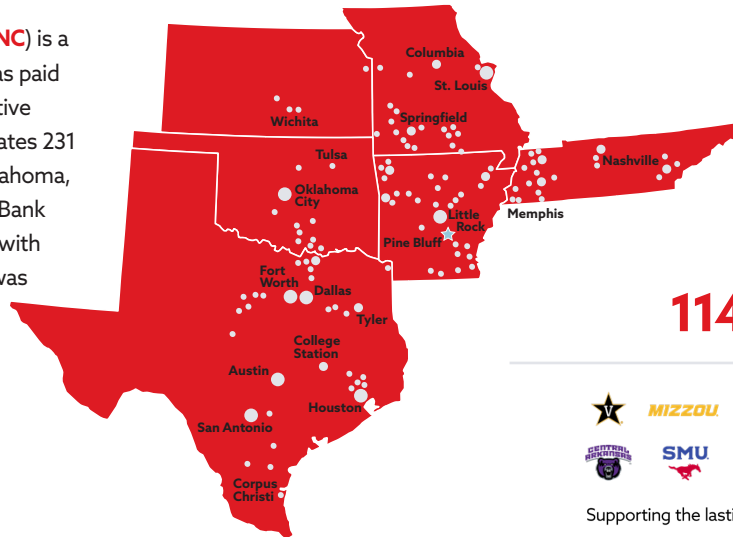 NC) is a
as paid
tive
ates 231
ahoma,
Bank
with
was
Columbia
St. Louis
Springfield
Wichita
Tulsa
Oklahoma
City
Nashville
Memphis
Little
Rock
Pine Bluff
Fort
Worth
Dallas
Tyler
College
Station
Austin
Houston
San Antonio
Corpus
Christi
114
V
MIZZOU
CENTRAL
ARKANSAS
SMU
Supporting the lasti